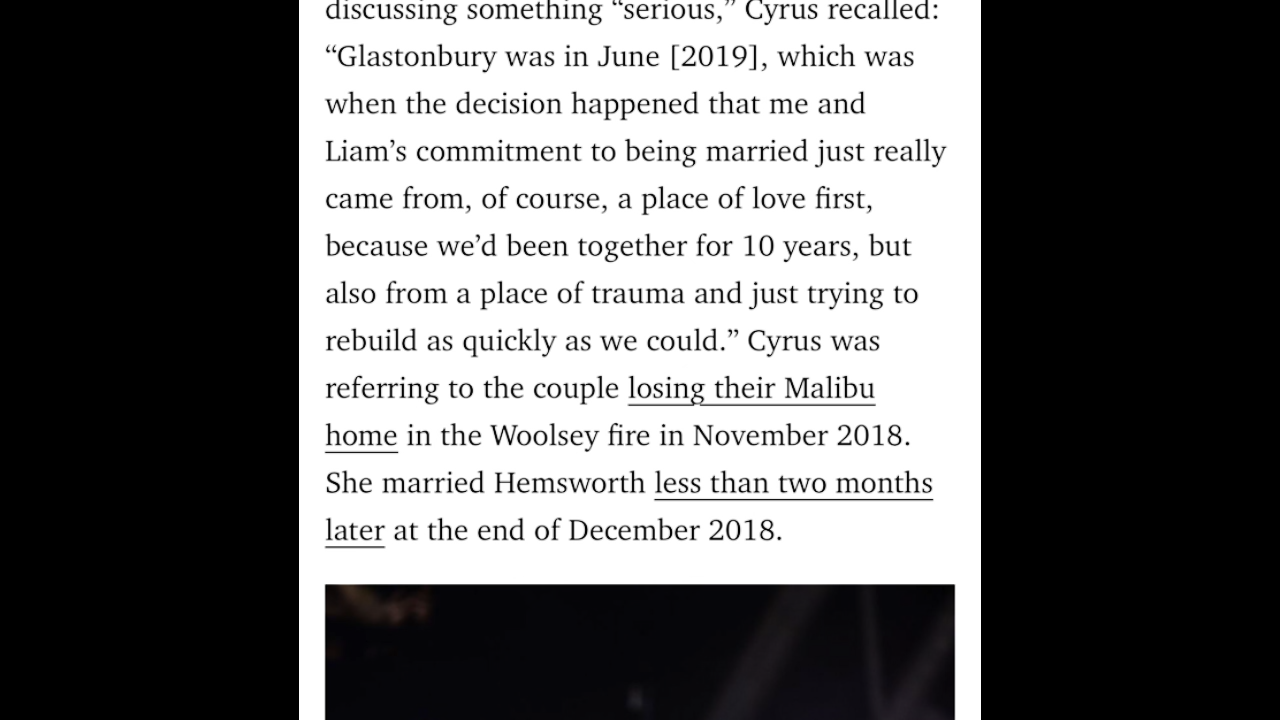 discussing something “serious,” Cyrus recalled:
“Glastonbury was in June [2019], which was
when the decision happened that me and
Liam’s commitment to being married just really
came from, of course, a place of love first,
because we’d been together for 10 years, but
also from a place of trauma and just trying to
rebuild as quickly as we could.” Cyrus was
referring to the couple losing their Malibu
home in the Woolsey fire in November 2018.
She married Hemsworth less than two months
later at the end of December 2018.